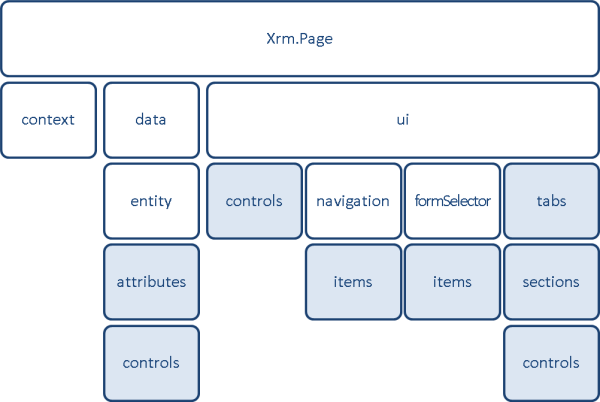 Xrm.Page
context
data
ui
entity
controls
navigation
formSelector
tabs
attributes
items
items
sections
controls
controls